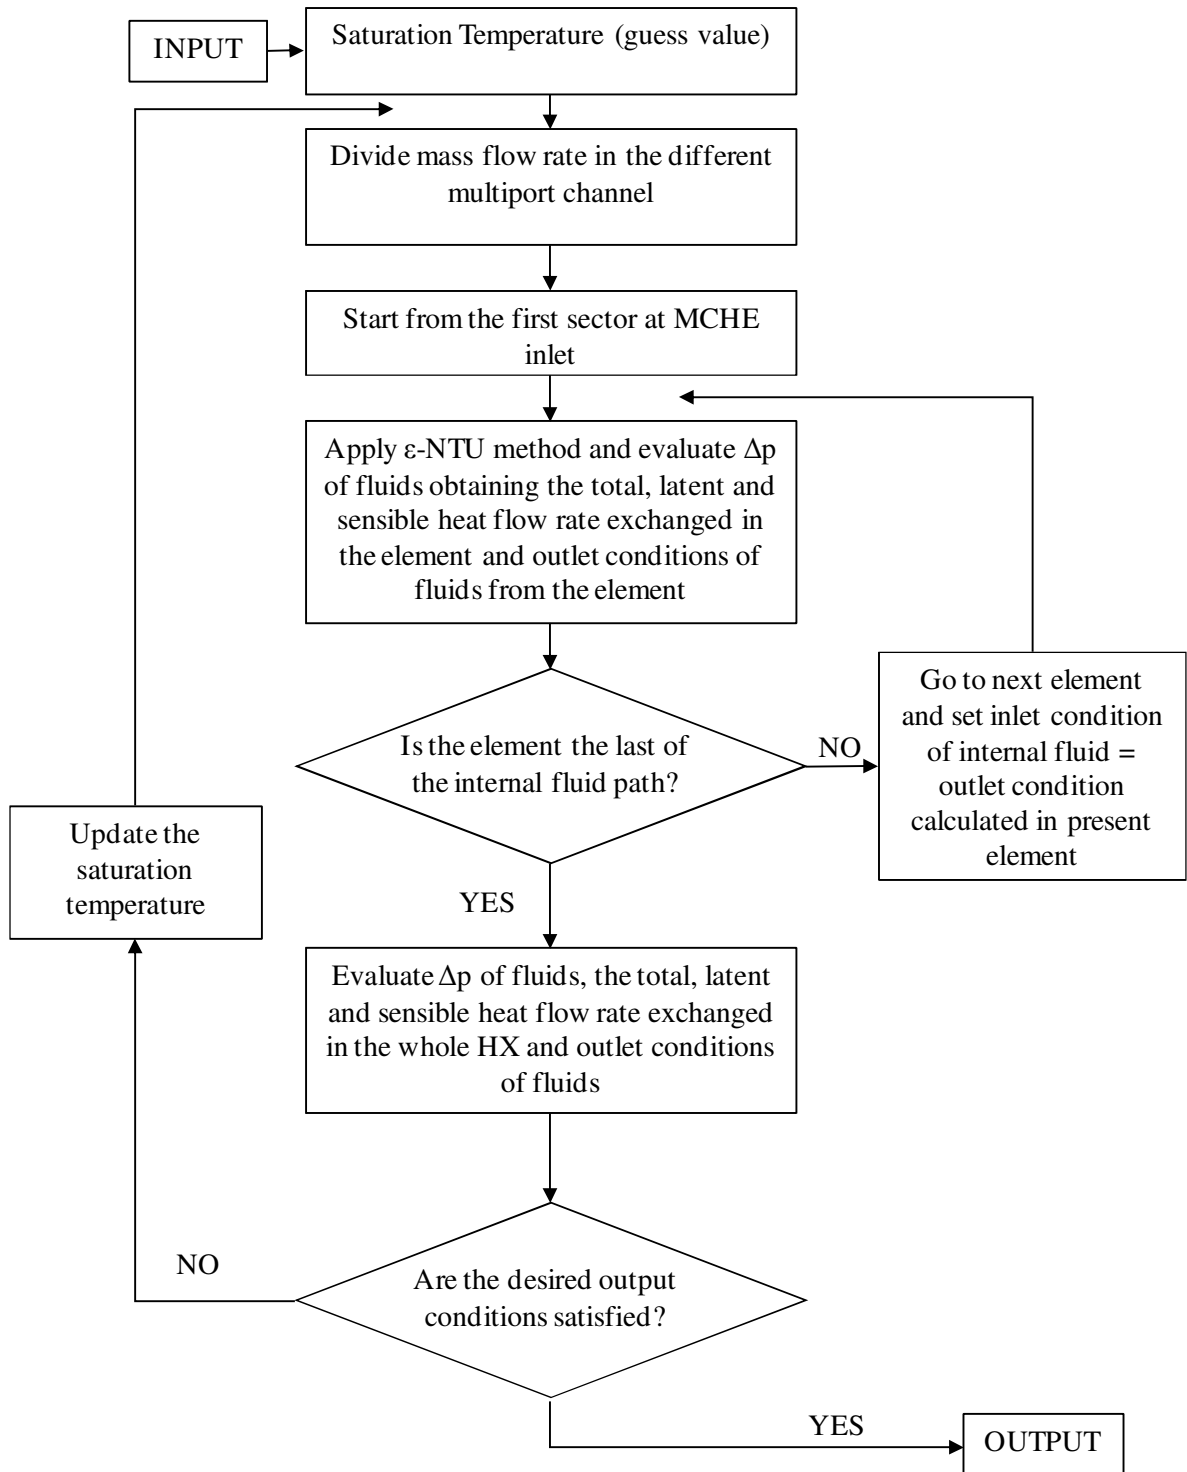 INPUT
Saturation Temperature (guess value)
Divide mass flow rate in the different
multiport channel
Start from the first sector at MCHE
inlet
Apply ε-NTU method and evaluate Δp
of fluids obtaining the total, latent and
sensible heat flow rate exchanged in
the element and outlet conditions of
fluids from the element
Is the element the last of
the internal fluid path?
NO
Go to next element
and set inlet condition
of internal fluid =
outlet condition
calculated in present
element
Update the
saturation
temperature
YES
Evaluate Δp of fluids, the total, latent
and sensible heat flow rate exchanged
in the whole HX and outlet conditions
of fluids
NO
Are the desired output
conditions satisfied?
YES
OUTPUT